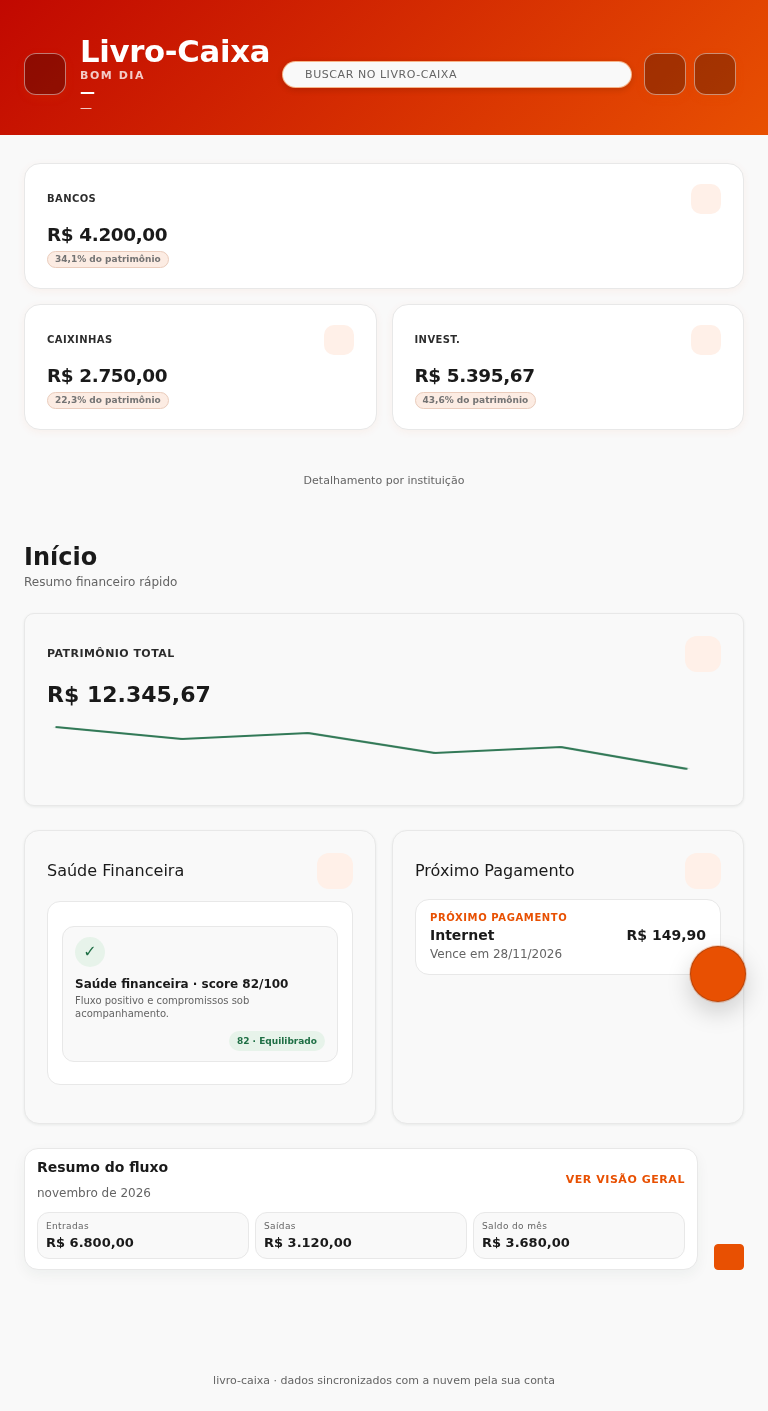 Livro-Caixa
BOM DIA
—
—
BUSCAR NO LIVRO-CAIXA
BANCOS
R$ 4.200,00
34,1% do patrimônio
CAIXINHAS
R$ 2.750,00
22,3% do patrimônio
INVEST.
R$ 5.395,67
43,6% do patrimônio
Detalhamento por instituição
Início
Resumo financeiro rápido
PATRIMÔNIO TOTAL
R$ 12.345,67
Saúde Financeira
✓
Saúde financeira · score 82/100
Fluxo positivo e compromissos sob
acompanhamento.
82 · Equilibrado
Próximo Pagamento
PRÓXIMO PAGAMENTO
Internet R$ 149,90
Vence em 28/11/2026
Resumo do fluxo
novembro de 2026
VER VISÃO GERAL
Entradas
R$ 6.800,00
Saídas
R$ 3.120,00
Saldo do mês
R$ 3.680,00
livro-caixa · dados sincronizados com a nuvem pela sua conta